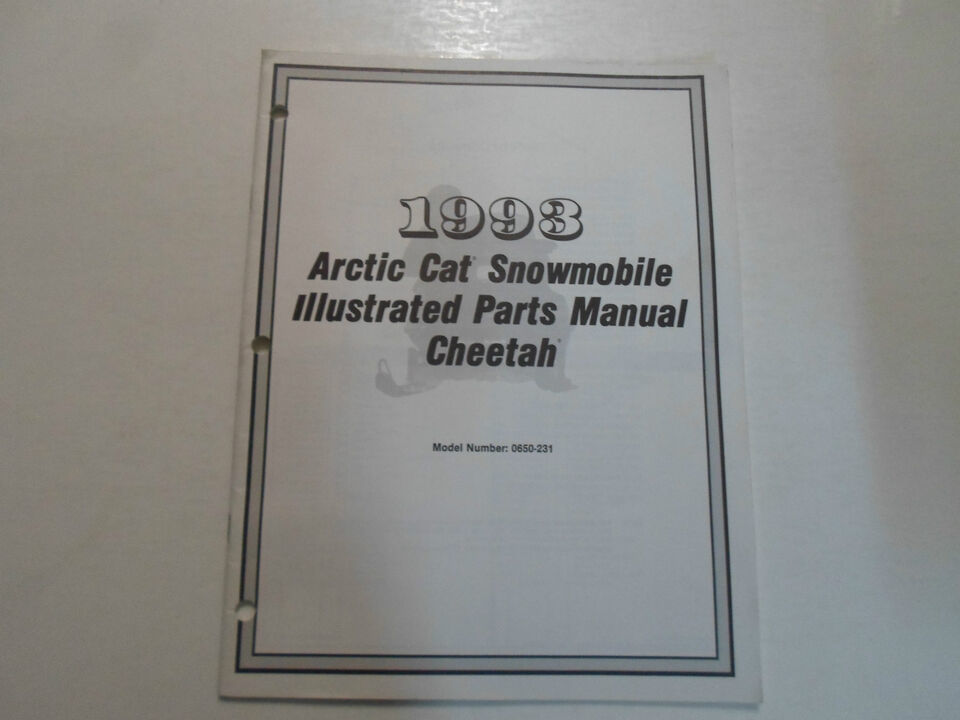 1993
Arctic Cat® Snowmobile
Illustrated Parts Manual
Cheetah®
Model Number: 0650-231